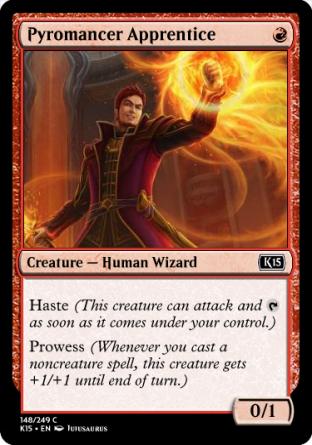 Pyromancer Apprentice
Creature — Human Wizard
K15
Haste (This creature can attack and
as soon as it comes under your control.)
Prowess (Whenever you cast a
noncreature spell, this creature gets
+1/+1 until end of turn.)
0/1
148/249 C
K15 • EN Jujusaurus